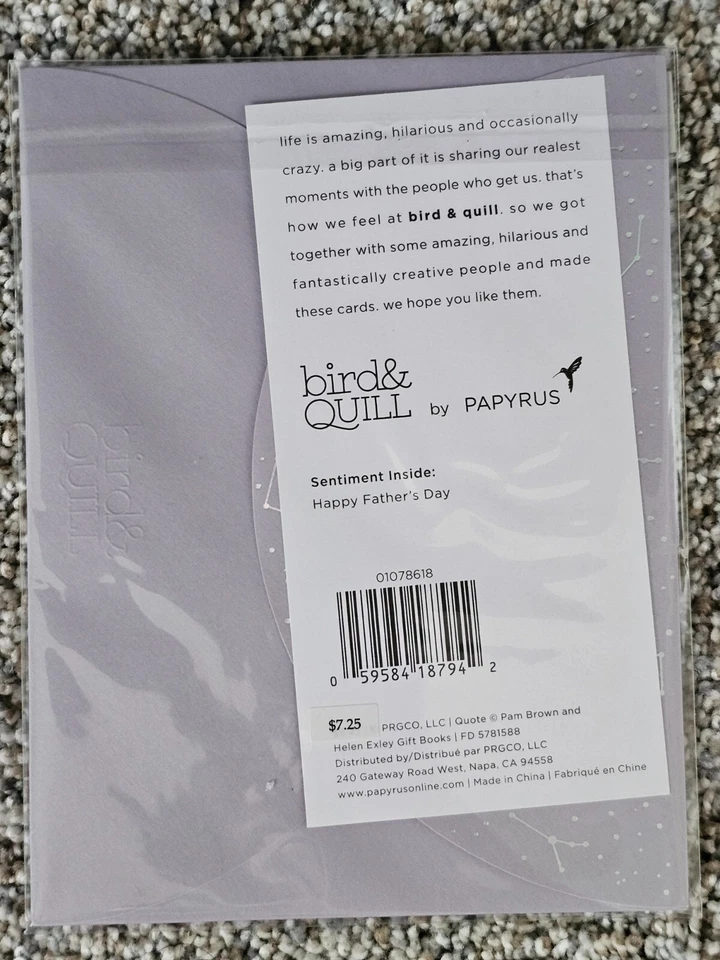 life is amazing, hilarious and occasionally
crazy. a big part of it is sharing our realest
moments with the people who get us. that's
how we feel at bird & quill. so we got
together with some amazing, hilarious and
fantastically creative people and made
these cards. we hope you like them.
bird&
QUILL by PAPYRUS
Sentiment Inside:
Happy Father's Day
01078618
0 59584 18794 2
$7.25
© PRGCO, LLC | Quote © Pam Brown and
Helen Exley Gift Books | FD 5781588
Distributed by/Distribué par PRGCO, LLC
240 Gateway Road West, Napa, CA 94558
www.papyrusonline.com | Made in China | Fabriqué en Chine
bird&
QUILL